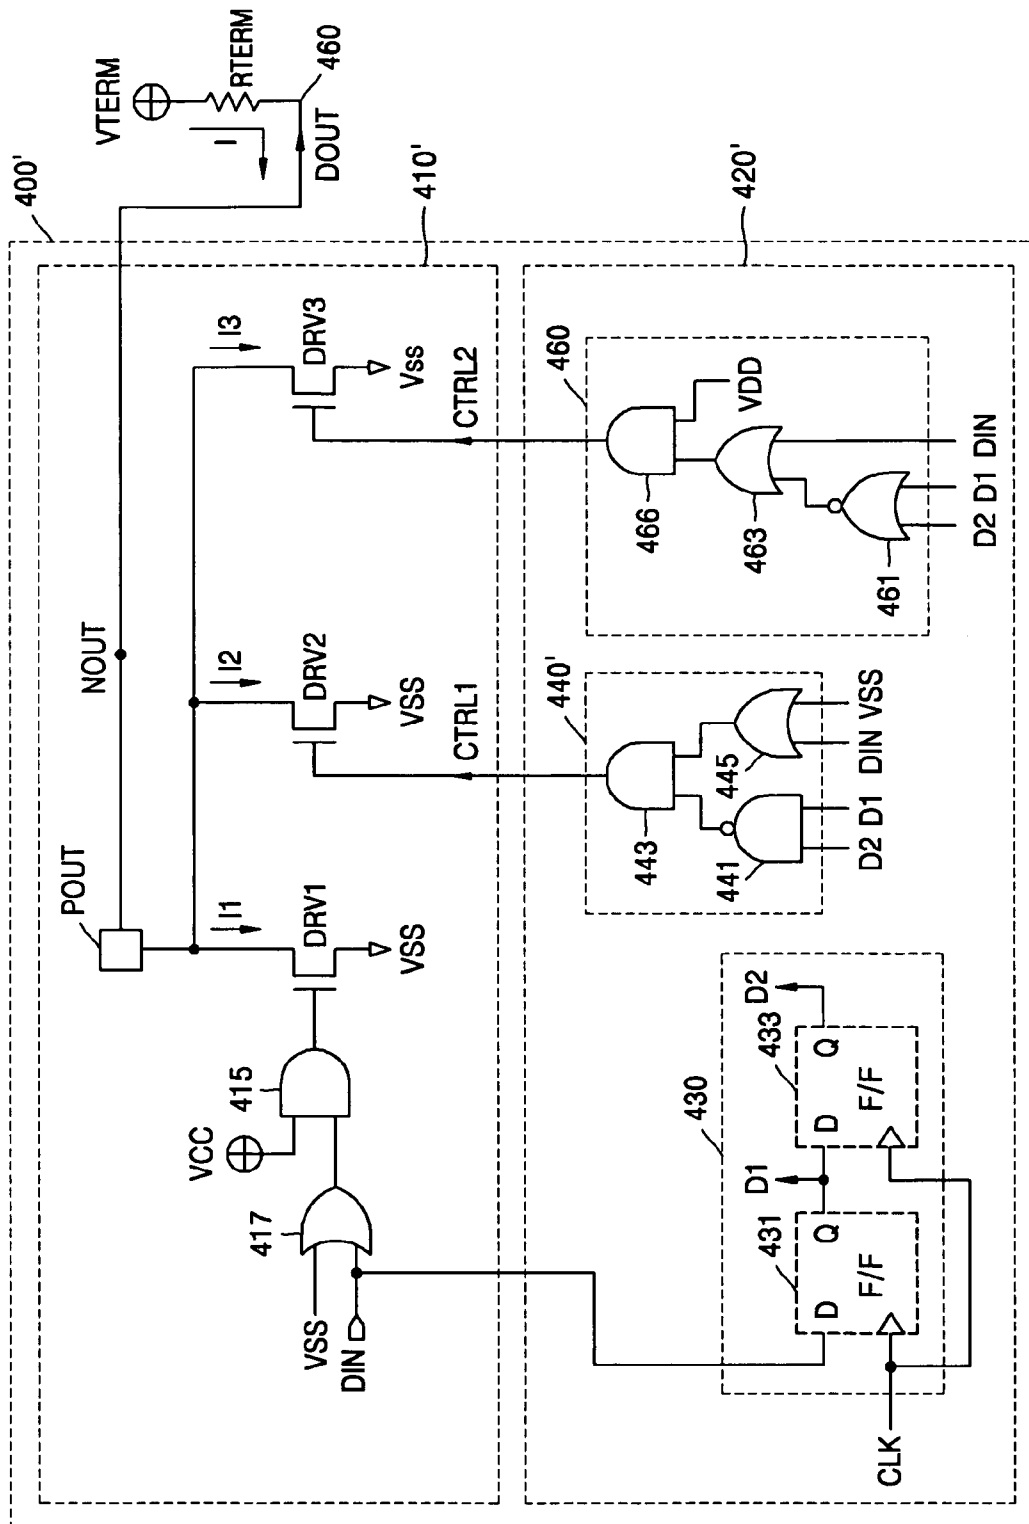 400'
VTERM
RTERM
I
460
DOUT
NOUT
410'
POUT
I1
I2
I3
DRV1
DRV2
DRV3
VSS
VSS
Vss
VCC
415
417
VSS
DIN
CTRL1
CTRL2
420'
430
431
D
Q
F/F
D1
433
D
Q
F/F
D2
CLK
440'
443
441
445
D2 D1
DIN VSS
460
466
VDD
463
461
D2 D1 DIN